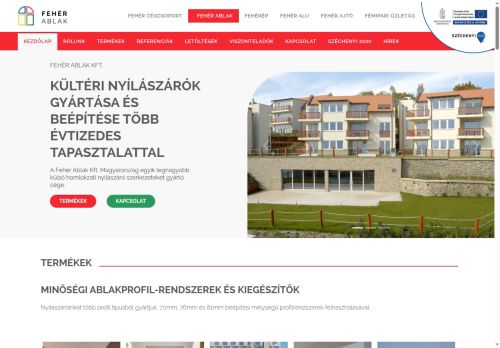 FEHÉR
ABLAK
FEHÉR CÉGCSOPORT
FEHÉR ABLAK
FEHÉRÉP
FEHÉR ALU
FEHÉR AJTÓ
FÉMIPARI ÜZLETÁG
SZÉCHENYI
KEZDŐLAP
RÓLUNK
TERMÉKEK
REFERENCIÁK
LETÖLTÉSEK
VISZONTELADÓK
KAPCSOLAT
SZÉCHENYI 2020
HÍREK
FEHÉR ABLAK KFT.
KÜLTÉRI NYÍLÁSZÁRÓK
GYÁRTÁSA ÉS
BEÉPÍTÉSE TÖBB
ÉVTIZEDES
TAPASZTALATTAL
A Fehér Ablak Kft. Magyarország egyik legnagyobb
külső homlokzati nyílászáró szerkezeteket gyártó
cége.
TERMÉKEK
KAPCSOLAT
TERMÉKEK
MINŐSÉGI ABLAKPROFIL-RENDSZEREK ÉS KIEGÉSZÍTŐK
Nyílászáróinkat több profil típusból gyártjuk: 70mm, 76mm és 81mm beépítési mélységű profilrendszerek felhasználásával.